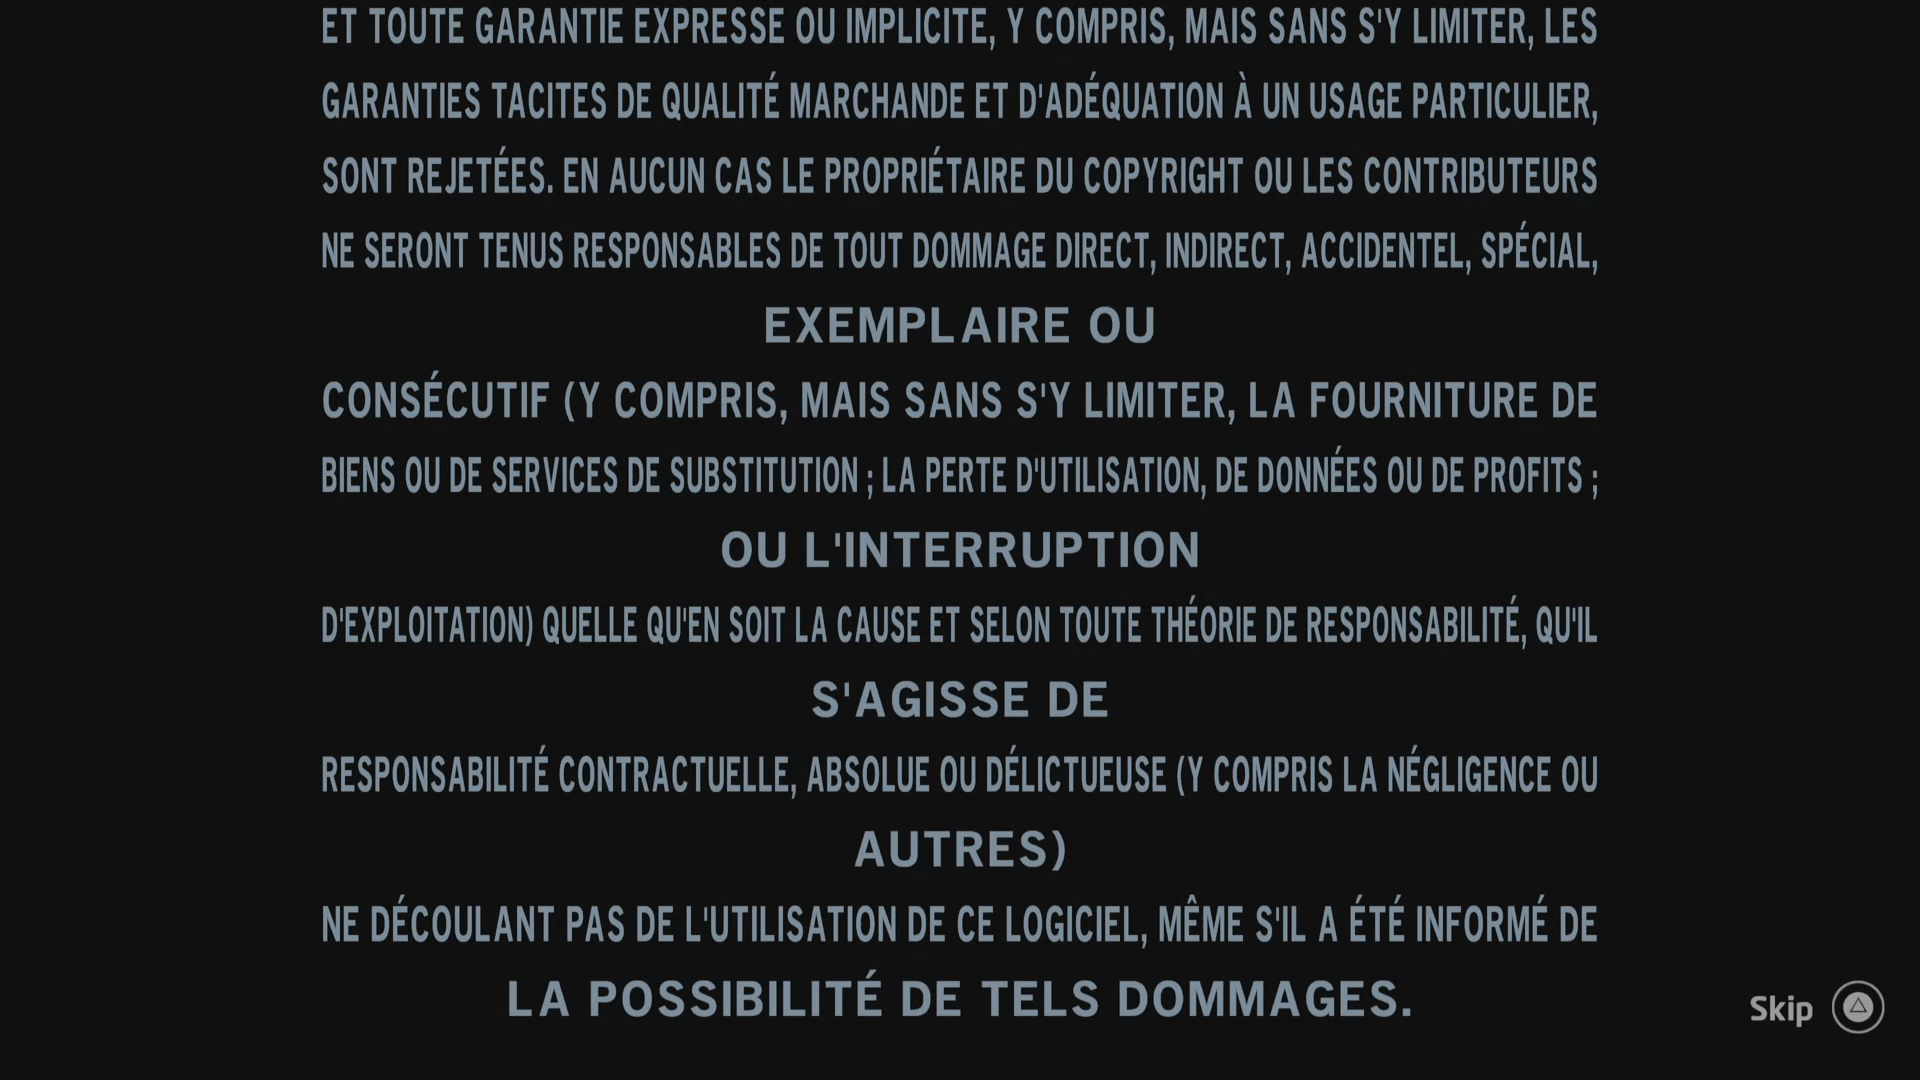 ET TOUTE GARANTIE EXPRESSE OU IMPLICITE, Y COMPRIS, MAIS SANS S'Y LIMITER, LES
GARANTIES TACITES DE QUALITÉ MARCHANDE ET D'ADÉQUATION À UN USAGE PARTICULIER,
SONT REJETÉES. EN AUCUN CAS LE PROPRIÉTAIRE DU COPYRIGHT OU LES CONTRIBUTEURS
NE SERONT TENUS RESPONSABLES DE TOUT DOMMAGE DIRECT, INDIRECT, ACCIDENTEL, SPÉCIAL,
EXEMPLAIRE OU
CONSÉCUTIF (Y COMPRIS, MAIS SANS S'Y LIMITER, LA FOURNITURE DE
BIENS OU DE SERVICES DE SUBSTITUTION ; LA PERTE D'UTILISATION, DE DONNÉES OU DE PROFITS ;
OU L'INTERRUPTION
D'EXPLOITATION) QUELLE QU'EN SOIT LA CAUSE ET SELON TOUTE THÉORIE DE RESPONSABILITÉ, QU'IL
S'AGISSE DE
RESPONSABILITÉ CONTRACTUELLE, ABSOLUE OU DÉLICTUEUSE (Y COMPRIS LA NÉGLIGENCE OU
AUTRES)
NE DÉCOULANT PAS DE L'UTILISATION DE CE LOGICIEL, MÊME S'IL A ÉTÉ INFORMÉ DE
LA POSSIBILITÉ DE TELS DOMMAGES.
Skip